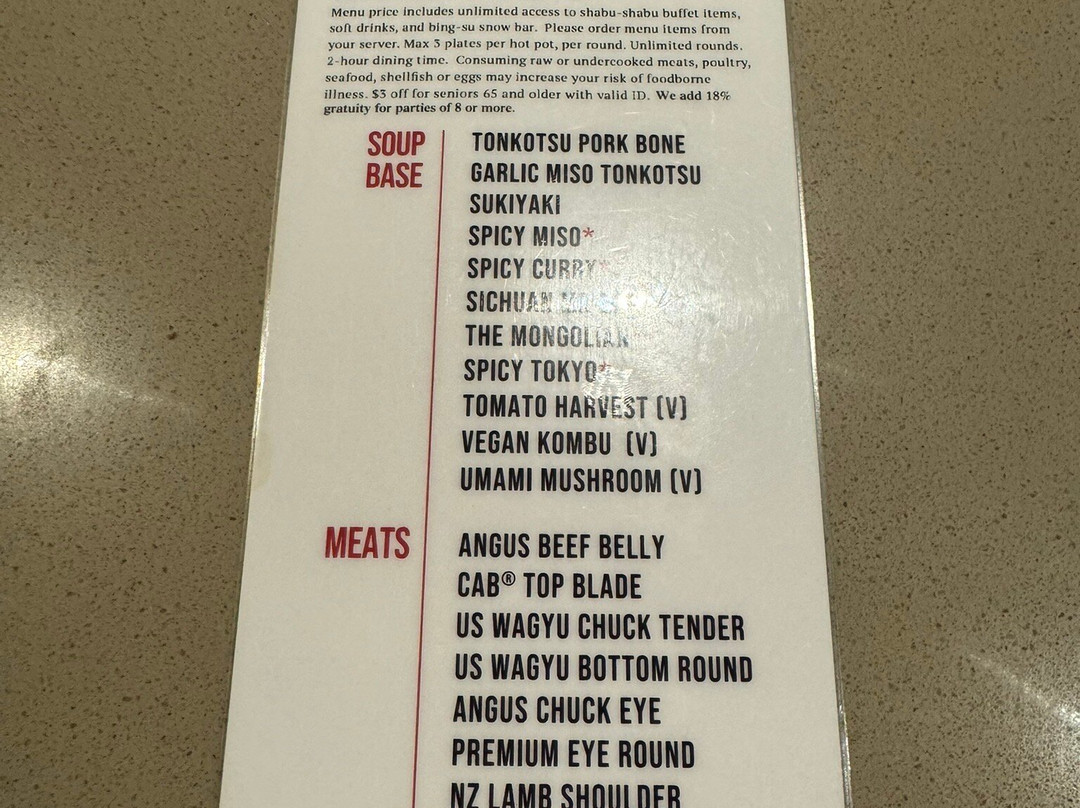 Menu price includes unlimited access to shabu-shabu buffet items,
soft drinks, and bing-su snow bar. Please order menu items from
your server. Max 3 plates per hot pot, per round. Unlimited rounds.
2-hour dining time. Consuming raw or undercooked meats, poultry,
seafood, shellfish or eggs may increase your risk of foodborne
illness. $3 off for seniors 65 and older with valid ID. We add 18%
gratuity for parties of 8 or more.
SOUP
BASE
TONKOTSU PORK BONE
GARLIC MISO TONKOTSU
SUKIYAKI
SPICY MISO*
SPICY CURRY*
SICHUAN
THE MONGOLIAN
SPICY TOKYO*
TOMATO HARVEST (V)
VEGAN KOMBU (V)
UMAMI MUSHROOM (V)
MEATS
ANGUS BEEF BELLY
CAB® TOP BLADE
US WAGYU CHUCK TENDER
US WAGYU BOTTOM ROUND
ANGUS CHUCK EYE
PREMIUM EYE ROUND
NZ LAMB SHOULDER